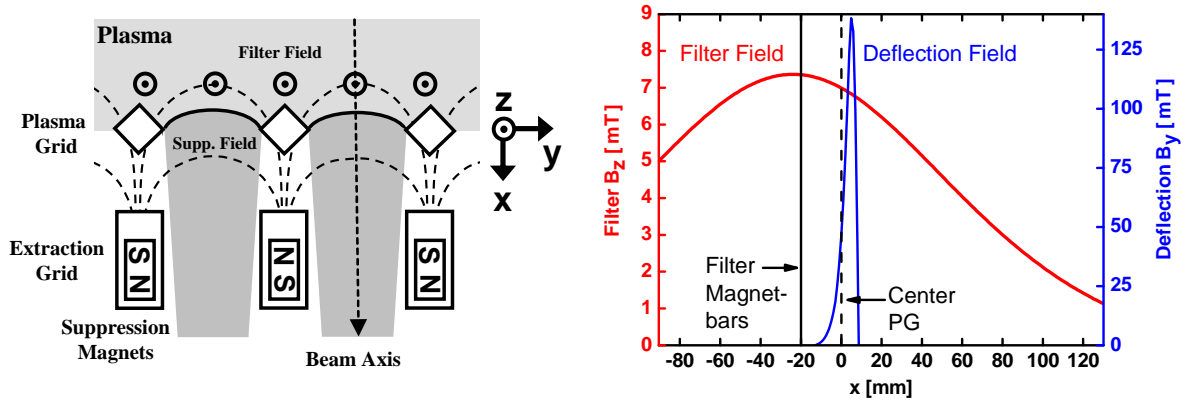 Plasma
Filter Field
Plasma
Grid
Supp. Field
z
y
x
Extraction
Grid
S N
N S
S N
Suppression
Magnets
Beam Axis
Filter Field
Deflection Field
Filter B_z [ mT ]
9
8
7
6
5
4
3
2
1
0
Filter
Magnet-
bars
Center
PG
-80 -60 -40 -20 0 20 40 60 80 100 120
x [mm]
125
100
75
50
25
0
Deflection B_y [ mT ]